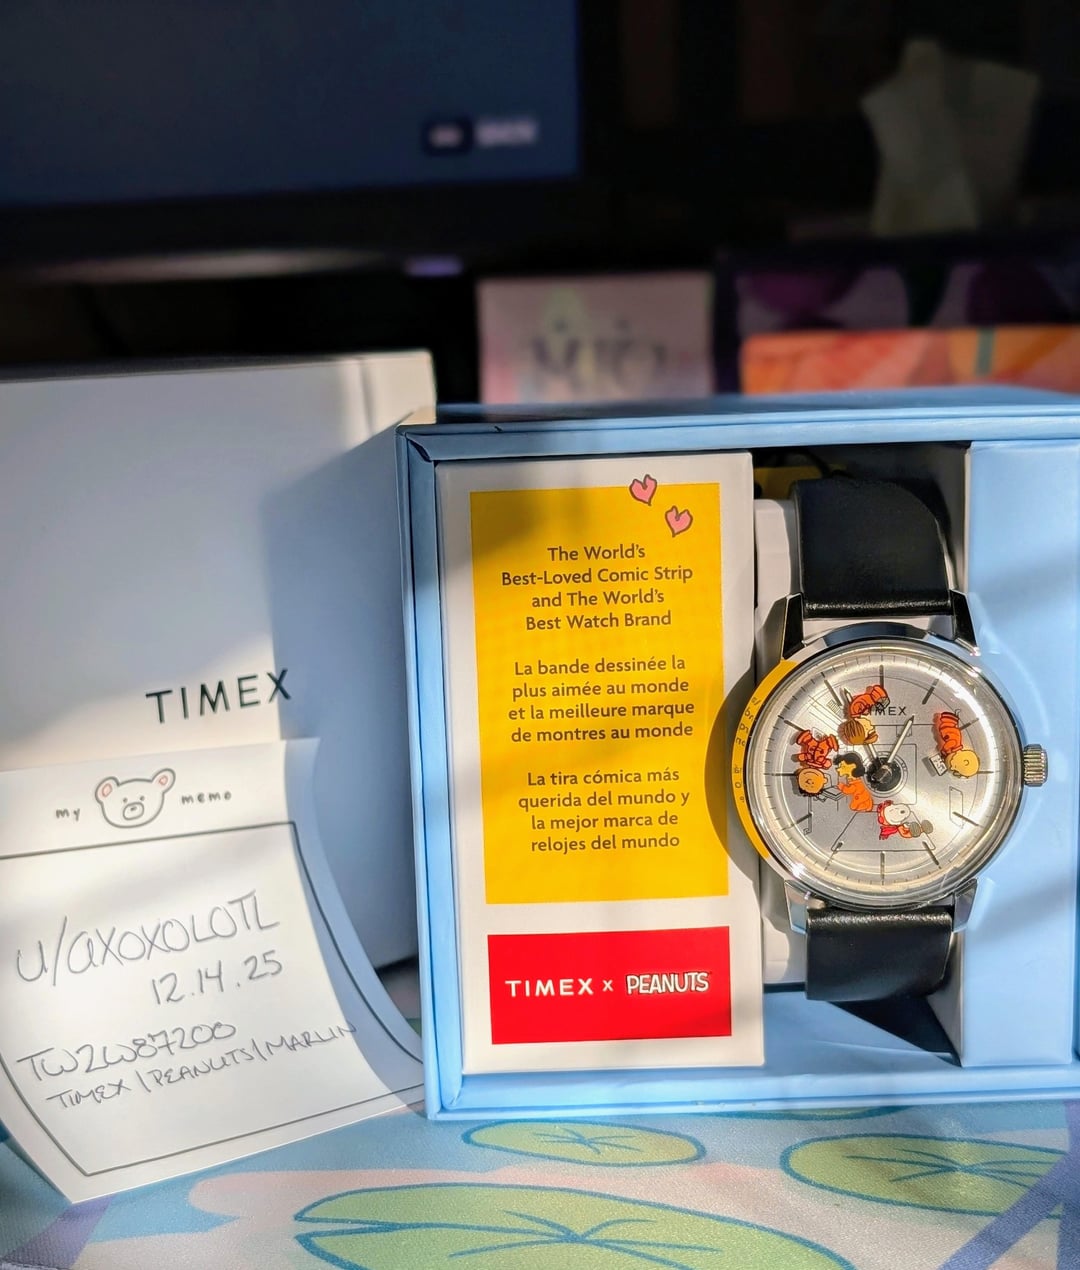 TIMEX
my memo
u/axoxoLOTL
12.14.25
TW2W87200
TIMEX/PEANUTS/MARLIN
The World's
Best-Loved Comic Strip
and The World's
Best Watch Brand
La bande dessinée la
plus aimée au monde
et la meilleure marque
de montres au monde
La tira cómica más
querida del mundo y
la mejor marca de
relojes del mundo
TIMEX x PEANUTS
TIMEX